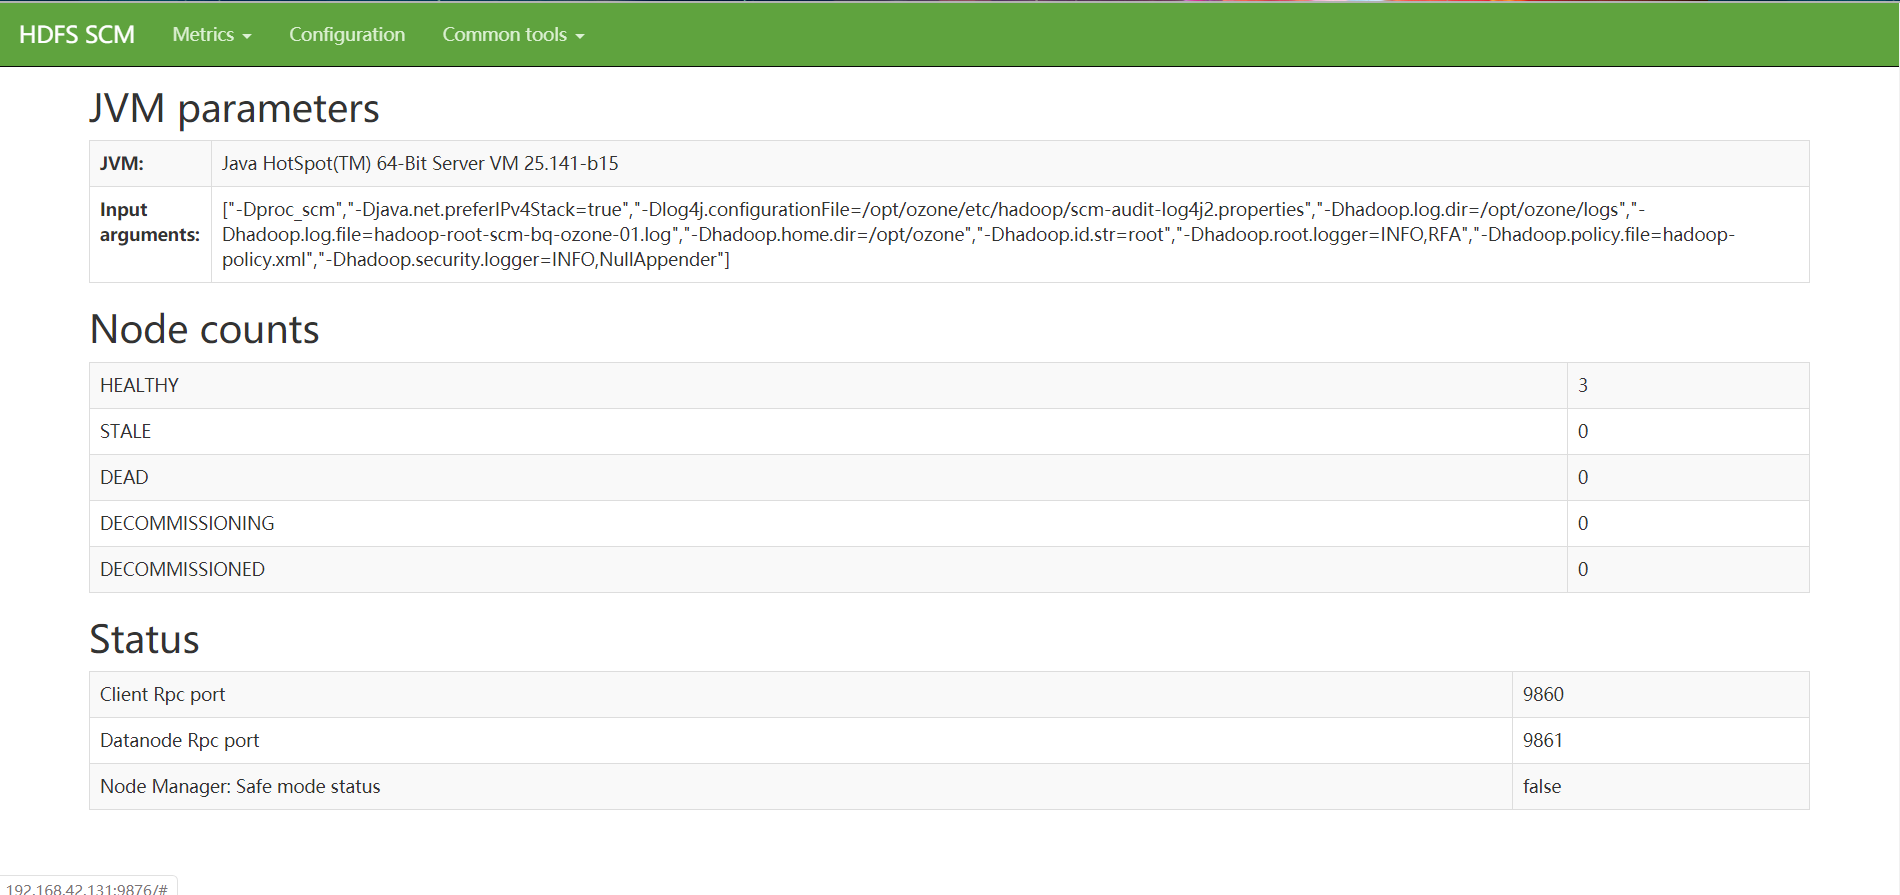 HDFS SCM Metrics Configuration Common tools
JVM parameters
JVM: Java HotSpot(TM) 64-Bit Server VM 25.141-b15
Input arguments: ["-Dproc_scm","-Djava.net.preferIPv4Stack=true","-Dlog4j.configurationFile=/opt/ozone/etc/hadoop/scm-audit-log4j2.properties","-Dhadoop.log.dir=/opt/ozone/logs","-
Dhadoop.log.file=hadoop-root-scm-bq-ozone-01.log","-Dhadoop.home.dir=/opt/ozone","-Dhadoop.id.str=root","-Dhadoop.root.logger=INFO,RFA","-Dhadoop.policy.file=hadoop-
policy.xml","-Dhadoop.security.logger=INFO,NullAppender"]
Node counts
HEALTHY 3
STALE 0
DEAD 0
DECOMMISSIONING 0
DECOMMISSIONED 0
Status
Client Rpc port 9860
Datanode Rpc port 9861
Node Manager: Safe mode status false
192.168.42.131:9876/#